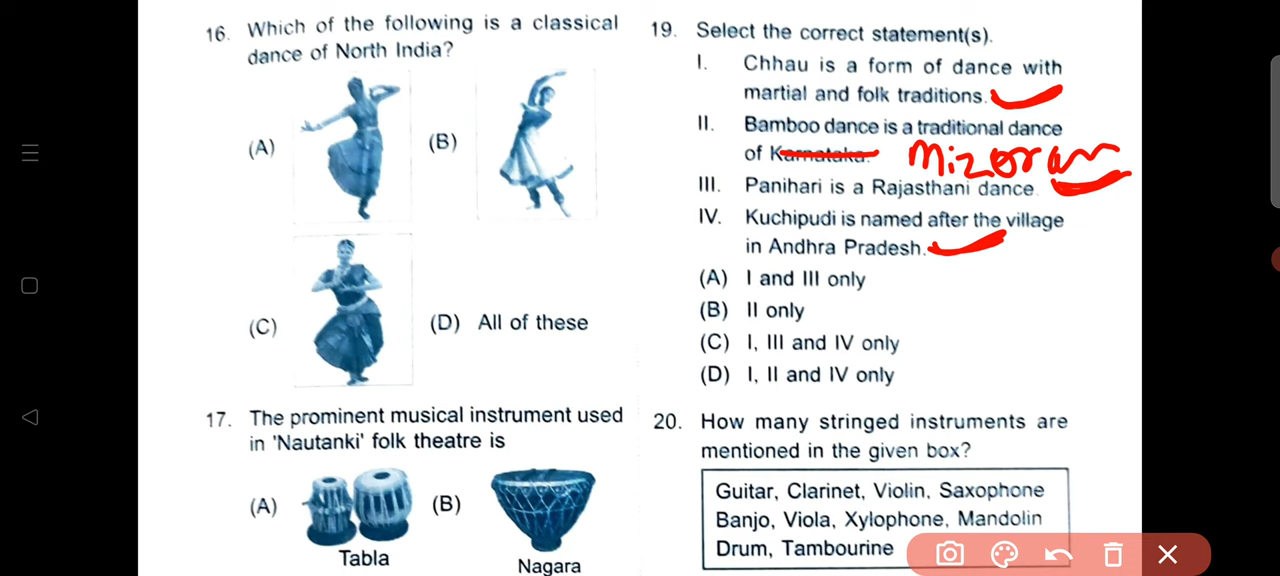 16. Which of the following is a classical
dance of North India?
(A)
(B)
(C)
(D) All of these
17. The prominent musical instrument used
in 'Nautanki' folk theatre is
(A)
(B)
Tabla
Nagara
19. Select the correct statement(s).
I. Chhau is a form of dance with
martial and folk traditions.
II. Bamboo dance is a traditional dance
of Karnataka. Mizoram
III. Panihari is a Rajasthani dance.
IV. Kuchipudi is named after the village
in Andhra Pradesh.
(A) I and III only
(B) II only
(C) I, III and IV only
(D) I, II and IV only
20. How many stringed instruments are
mentioned in the given box?
Guitar, Clarinet, Violin, Saxophone
Banjo, Viola, Xylophone, Mandolin
Drum, Tambourine